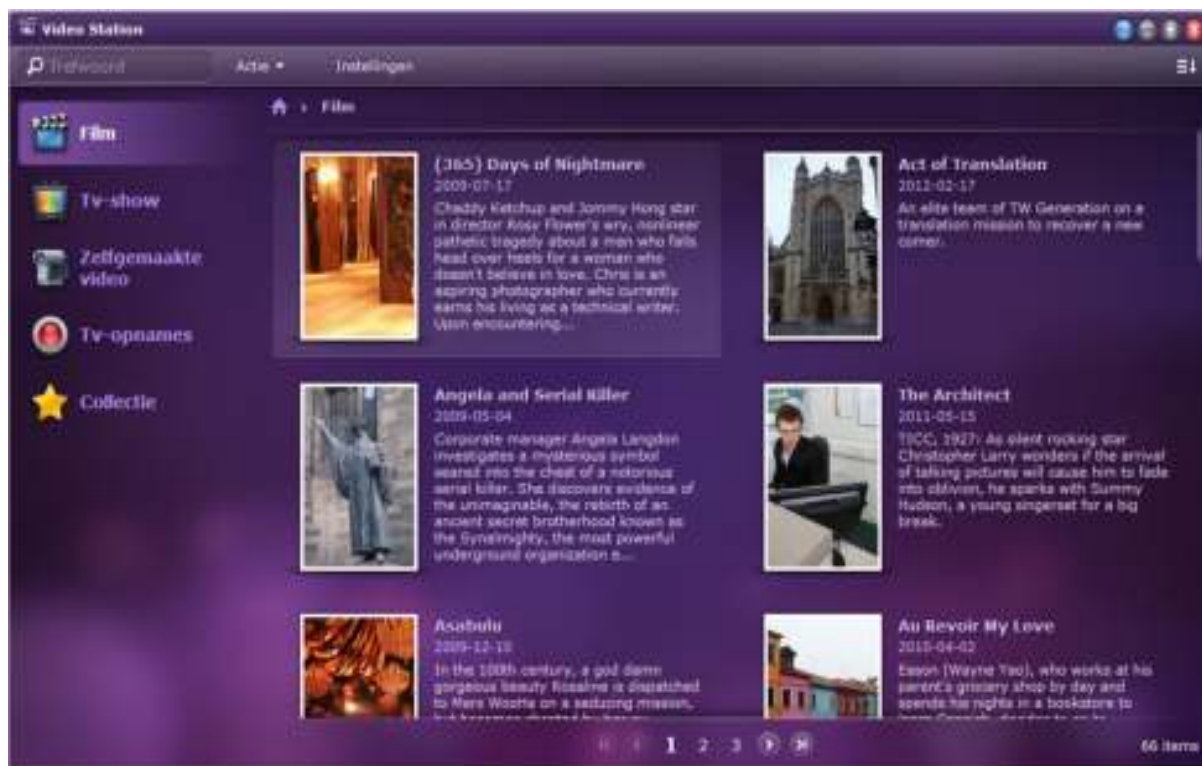 Video Station
Trefwoord
Actie
Instellingen
Film
Film
Tv-show
Zelfgemaakte
video
Tv-opnames
Collectie
(365) Days of Nightmare
2009-07-17
Chaddy Ketchup and Jommy Hong star
in director Rosy Flower's wry, nonlinear
pathetic tragedy about a man who falls
head over heels for a woman who
doesn't believe in love. Chris is an
aspiring photographer who currently
earns his living as a technical writer.
Upon encountering...
Act of Translation
2012-02-17
An elite team of TW Generation on a
translation mission to recover a new
comer.
Angela and Serial Killer
2009-05-04
Corporate manager Angela Langdon
investigates a mysterious symbol
seared into the chest of a notorious
serial killer. She discovers evidence of
the unimaginable, the rebirth of an
ancient secret brotherhood known as
the Synalmighty, the most powerful
underground organization e...
The Architect
2011-05-15
TICC, 1927: As silent rocking star
Christopher Larry wonders if the arrival
of talking pictures will cause him to fade
into oblivion, he sparks with Summy
Hudson, a young singerset for a big
break.
Asabulu
2009-12-10
In the 100th century, a god damn
gorgeous beauty Rosaline is dispatched
to Mars Wootta on a seducing mission,
Au Revoir My Love
2010-04-02
Eason (Wayne Yao), who works at his
parent's grocery shop by day and
spends his nights in a bookstore to
1 2 3
66 items